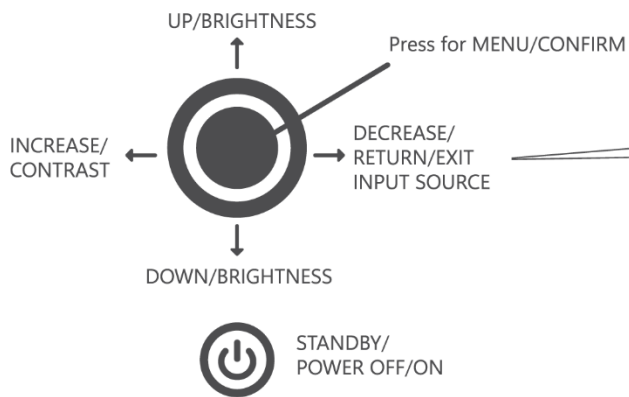 UP/BRIGHTNESS
Press for MENU/CONFIRM
INCREASE/
CONTRAST
DECREASE/
RETURN/EXIT
INPUT SOURCE
DOWN/BRIGHTNESS
STANDBY/
POWER OFF/ON